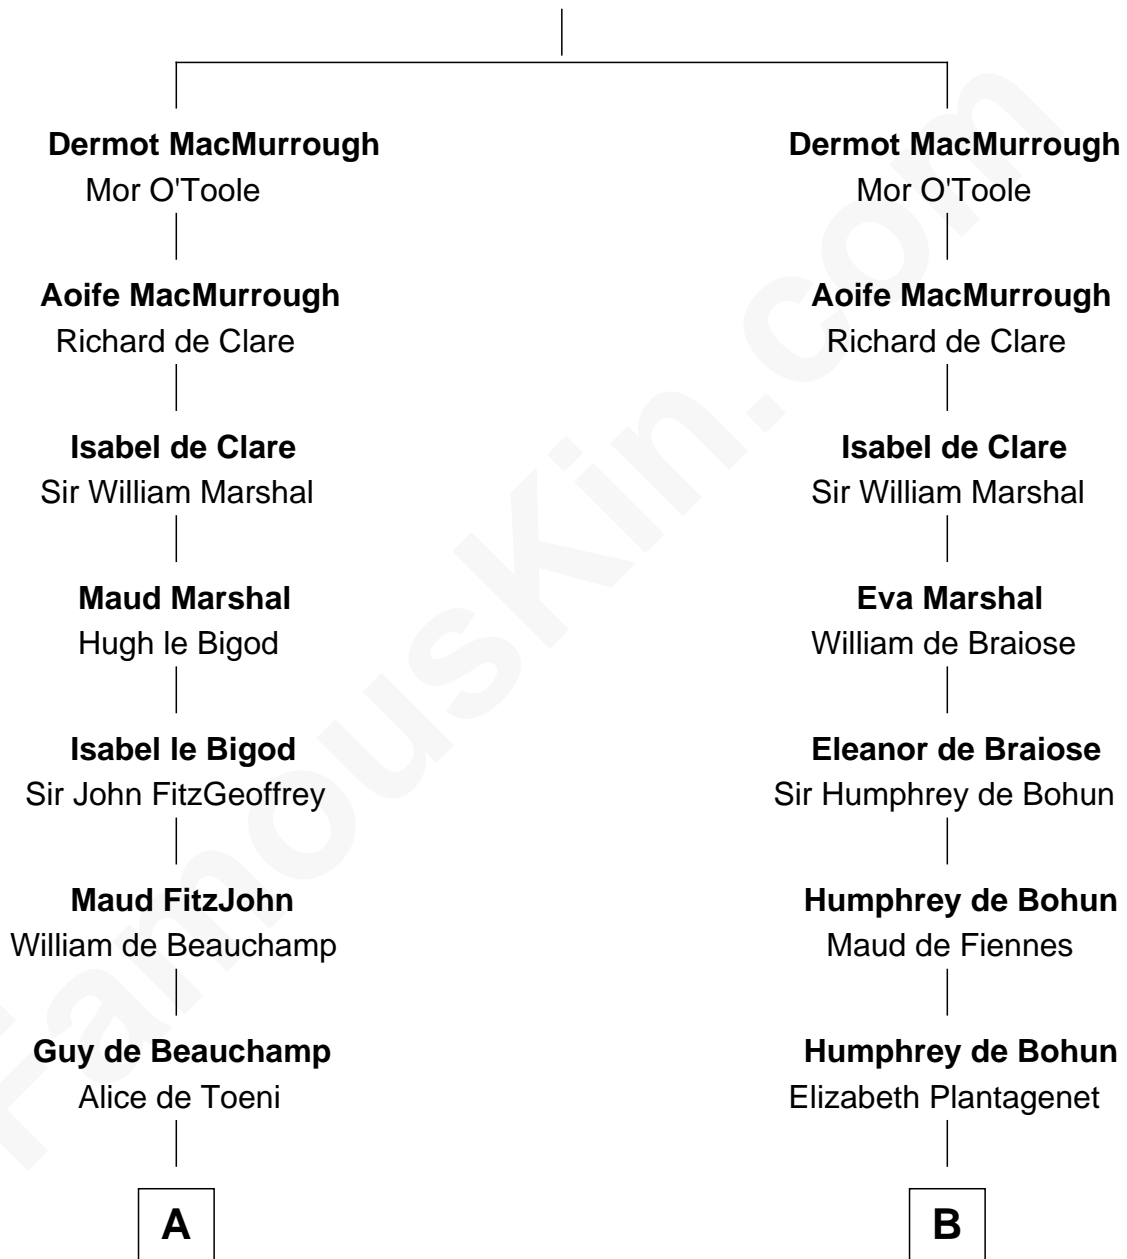 Dermot MacMurrough
Mor O'Toole
Aoife MacMurrough
Richard de Clare
Isabel de Clare
Sir William Marshal
Maud Marshal
Hugh le Bigod
Isabel le Bigod
Sir John FitzGeoffrey
Maud FitzJohn
William de Beauchamp
Guy de Beauchamp
Alice de Toeni
A
Dermot MacMurrough
Mor O'Toole
Aoife MacMurrough
Richard de Clare
Isabel de Clare
Sir William Marshal
Eva Marshal
William de Braiose
Eleanor de Braiose
Sir Humphrey de Bohun
Humphrey de Bohun
Maud de Fiennes
Humphrey de Bohun
Elizabeth Plantagenet
B
FamousKin.com